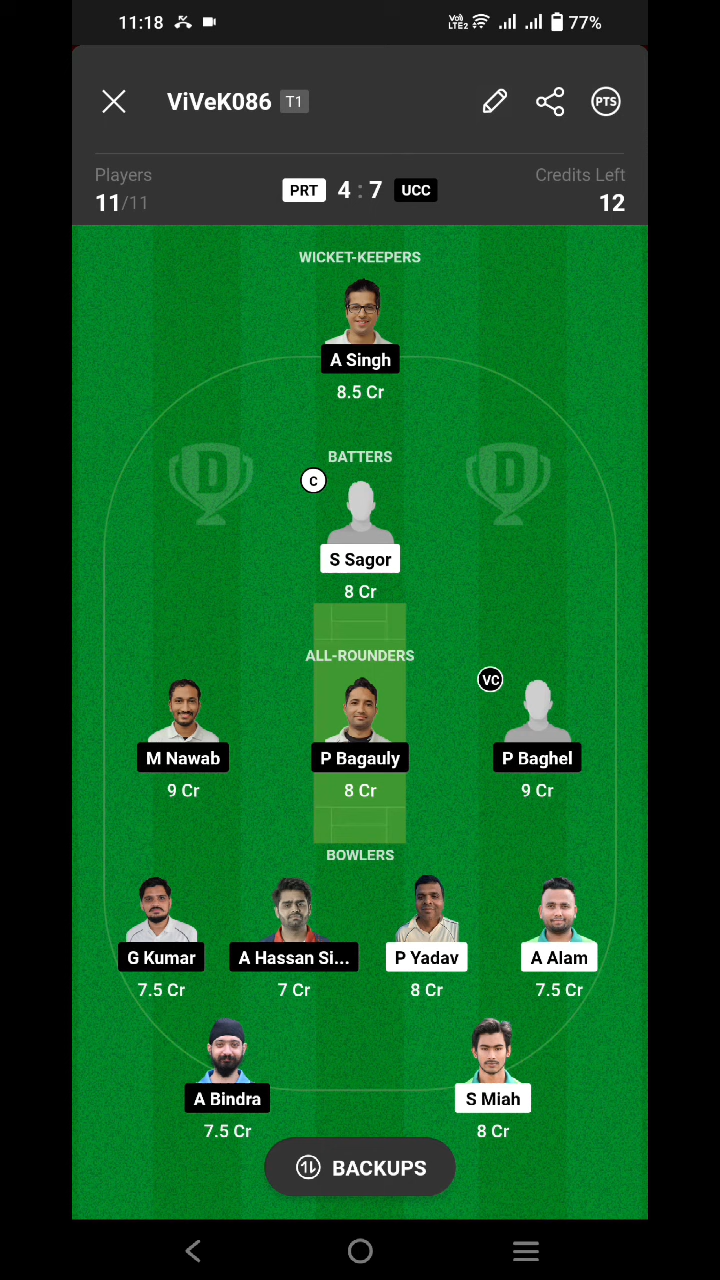 11:18
Vo)) LTE2
77%
ViVeK086 T1
PTS
Players
Credits Left
11/11
PRT 4 : 7 UCC
12
WICKET-KEEPERS
A Singh
8.5 Cr
BATTERS
C
S Sagor
8 Cr
ALL-ROUNDERS
VC
M Nawab
P Bagauly
P Baghel
9 Cr
8 Cr
9 Cr
BOWLERS
G Kumar
A Hassan Si...
P Yadav
A Alam
7.5 Cr
7 Cr
8 Cr
7.5 Cr
A Bindra
S Miah
7.5 Cr
8 Cr
BACKUPS